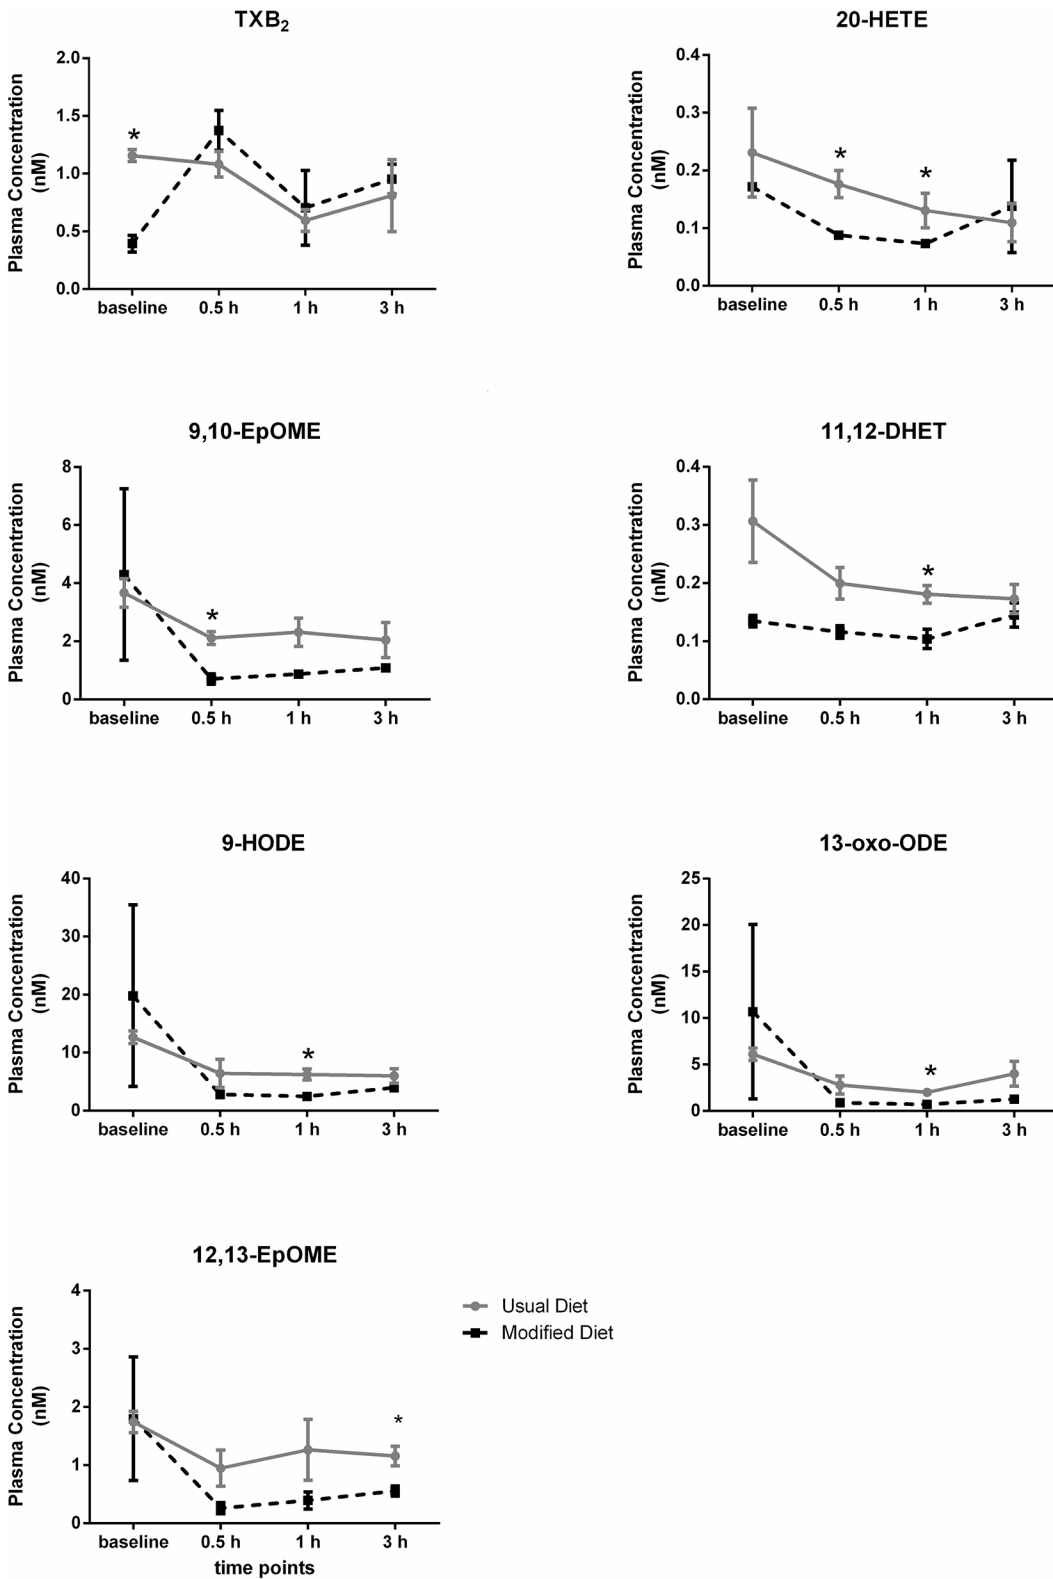 TXB2
Plasma Concentration
(nM)
2.0
1.5
*
1.0
0.5
0.0
baseline 0.5 h 1 h 3 h
20-HETE
Plasma Concentration
(nM)
0.4
0.3
0.2
* *
0.1
0.0
baseline 0.5 h 1 h 3 h
9,10-EpOME
Plasma Concentration
(nM)
8
6
4
*
2
0
baseline 0.5 h 1 h 3 h
11,12-DHET
Plasma Concentration
(nM)
0.4
0.3
*
0.2
0.1
0.0
baseline 0.5 h 1 h 3 h
9-HODE
Plasma Concentration
(nM)
40
30
20
10
*
0
baseline 0.5 h 1 h 3 h
13-oxo-ODE
Plasma Concentration
(nM)
25
20
15
10
5
*
0
baseline 0.5 h 1 h 3 h
12,13-EpOME
Plasma Concentration
(nM)
4
3
2
*
1
0
baseline 0.5 h 1 h 3 h
time points
Usual Diet
Modified Diet